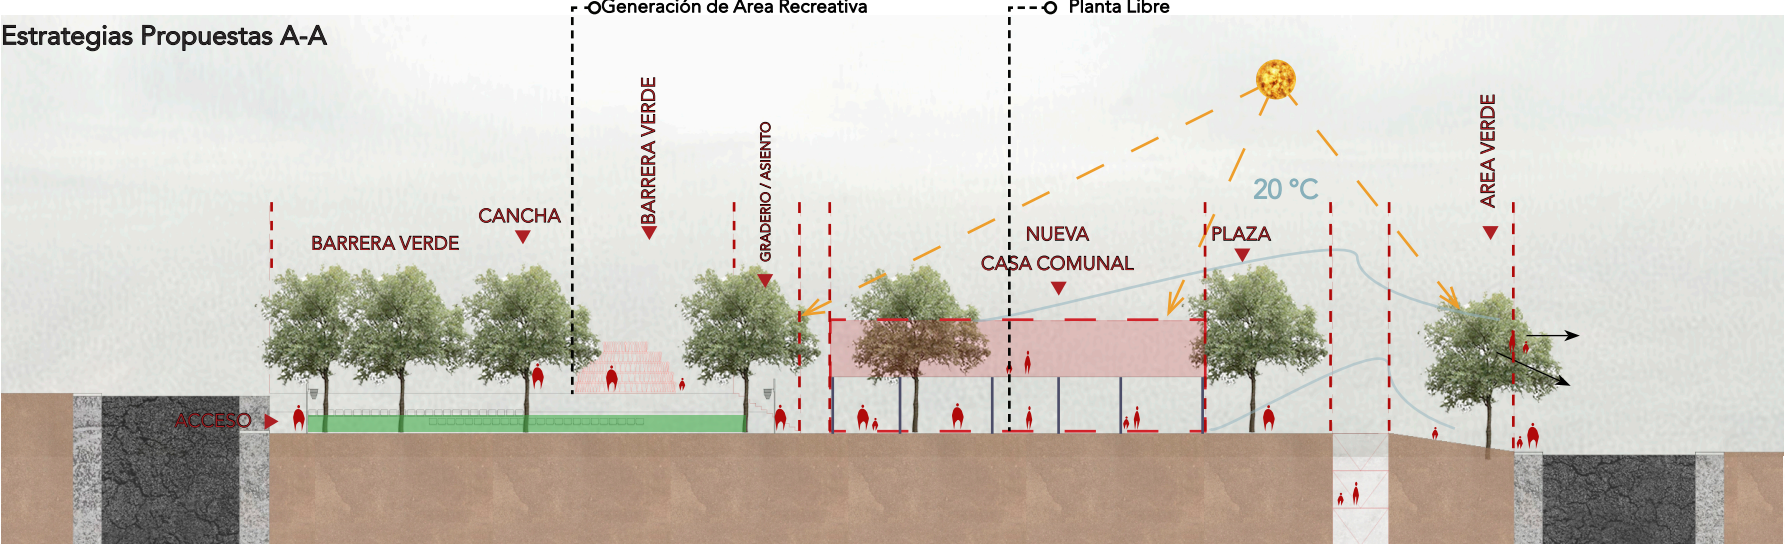 Generación de Área Recreativa
Planta Libre
Estrategias Propuestas A-A
BARRERA VERDE
CANCHA
BARRERA VERDE
GRADERIO / ASIENTO
NUEVA
CASA COMUNAL
PLAZA
20 °C
AREA VERDE
ACCESO